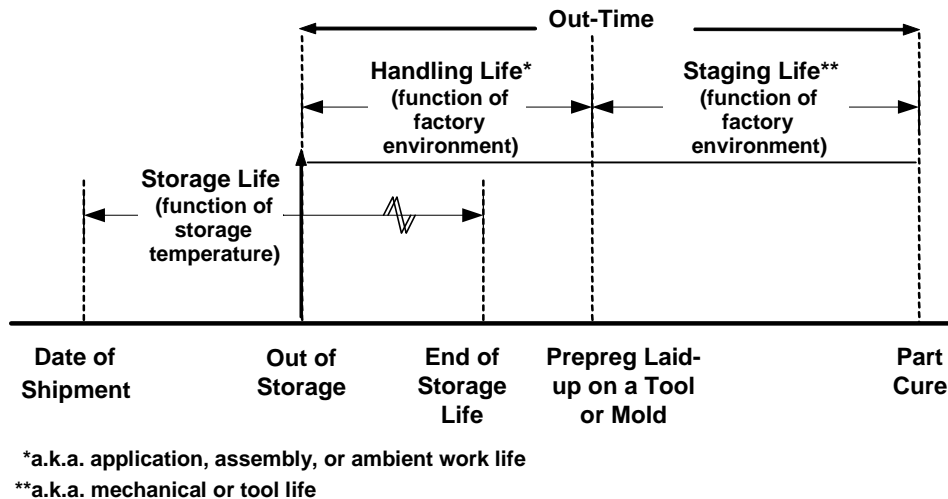 Out-Time
Handling Life*
(function of
factory
environment)
Staging Life**
(function of
factory
environment)
Storage Life
(function of
storage
temperature)
Date of
Shipment
Out of
Storage
End of
Storage
Life
Prepreg Laid-
up on a Tool
or Mold
Part
Cure
*a.k.a. application, assembly, or ambient work life
**a.k.a. mechanical or tool life